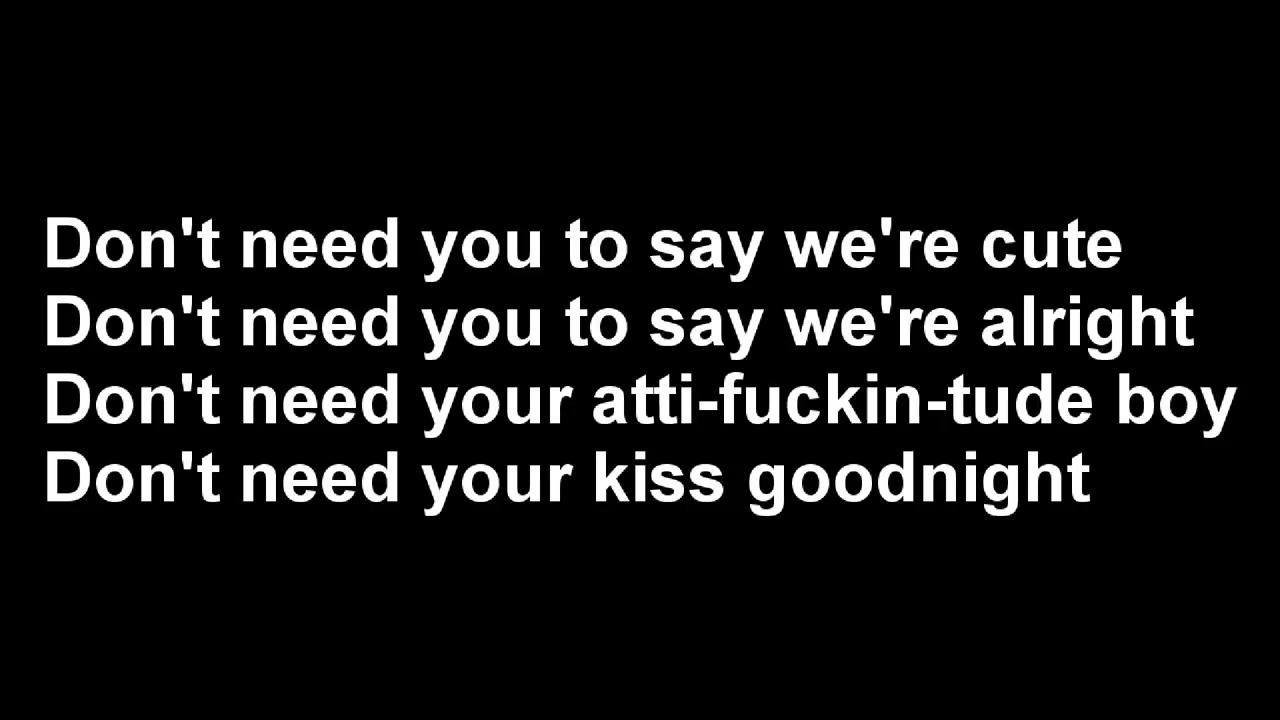 Don't need you to say we're cute
Don't need you to say we're alright
Don't need your atti-fuckin-tude boy
Don't need your kiss goodnight